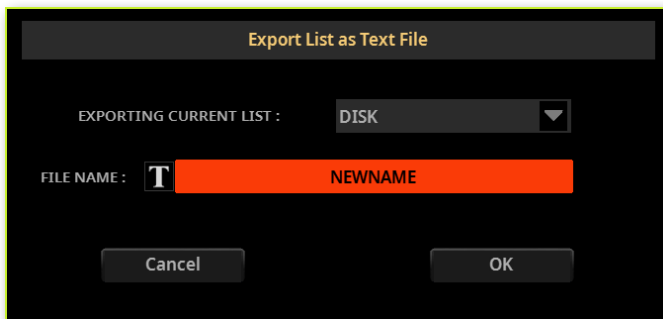 Export List as Text File
EXPORTING CURRENT LIST : DISK
FILE NAME : T NEWNAME
Cancel OK